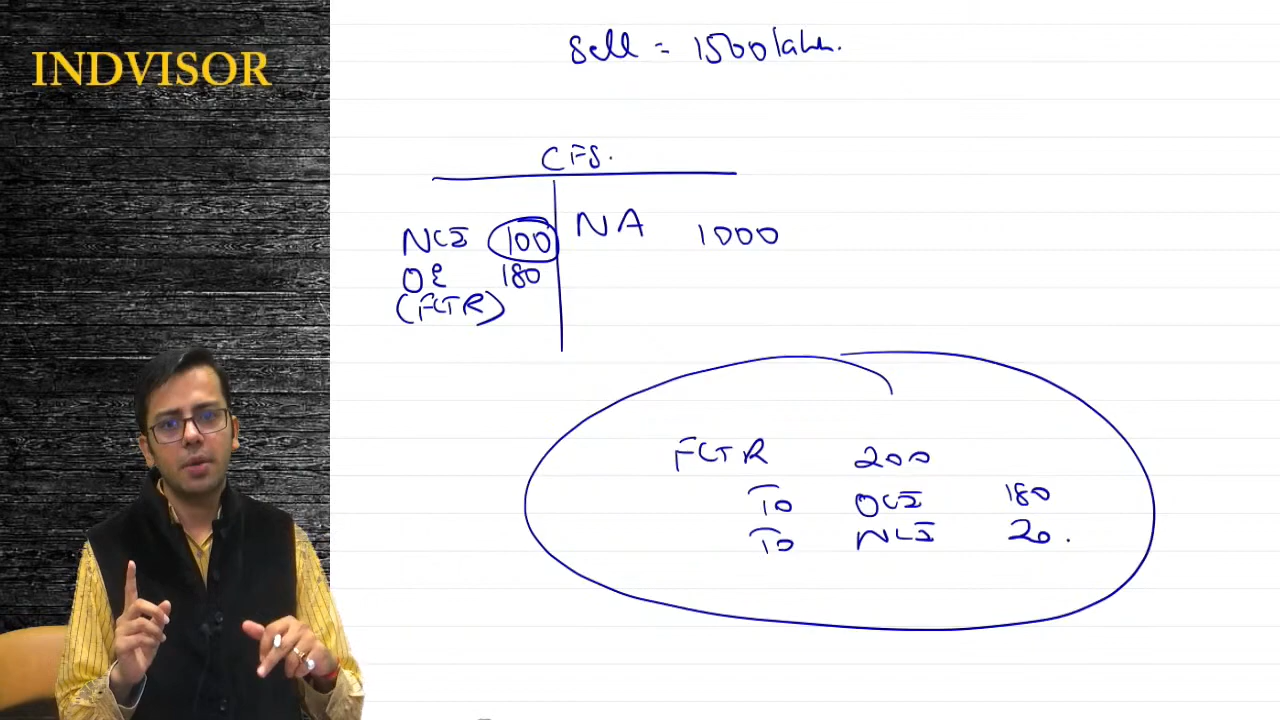 INDVISOR
Sell = 1500 lakh.
CFS.
NCI 100 NA 1000
OE 180
(FCTR)
FCTR 200
To OCI 180
To NCI 20.